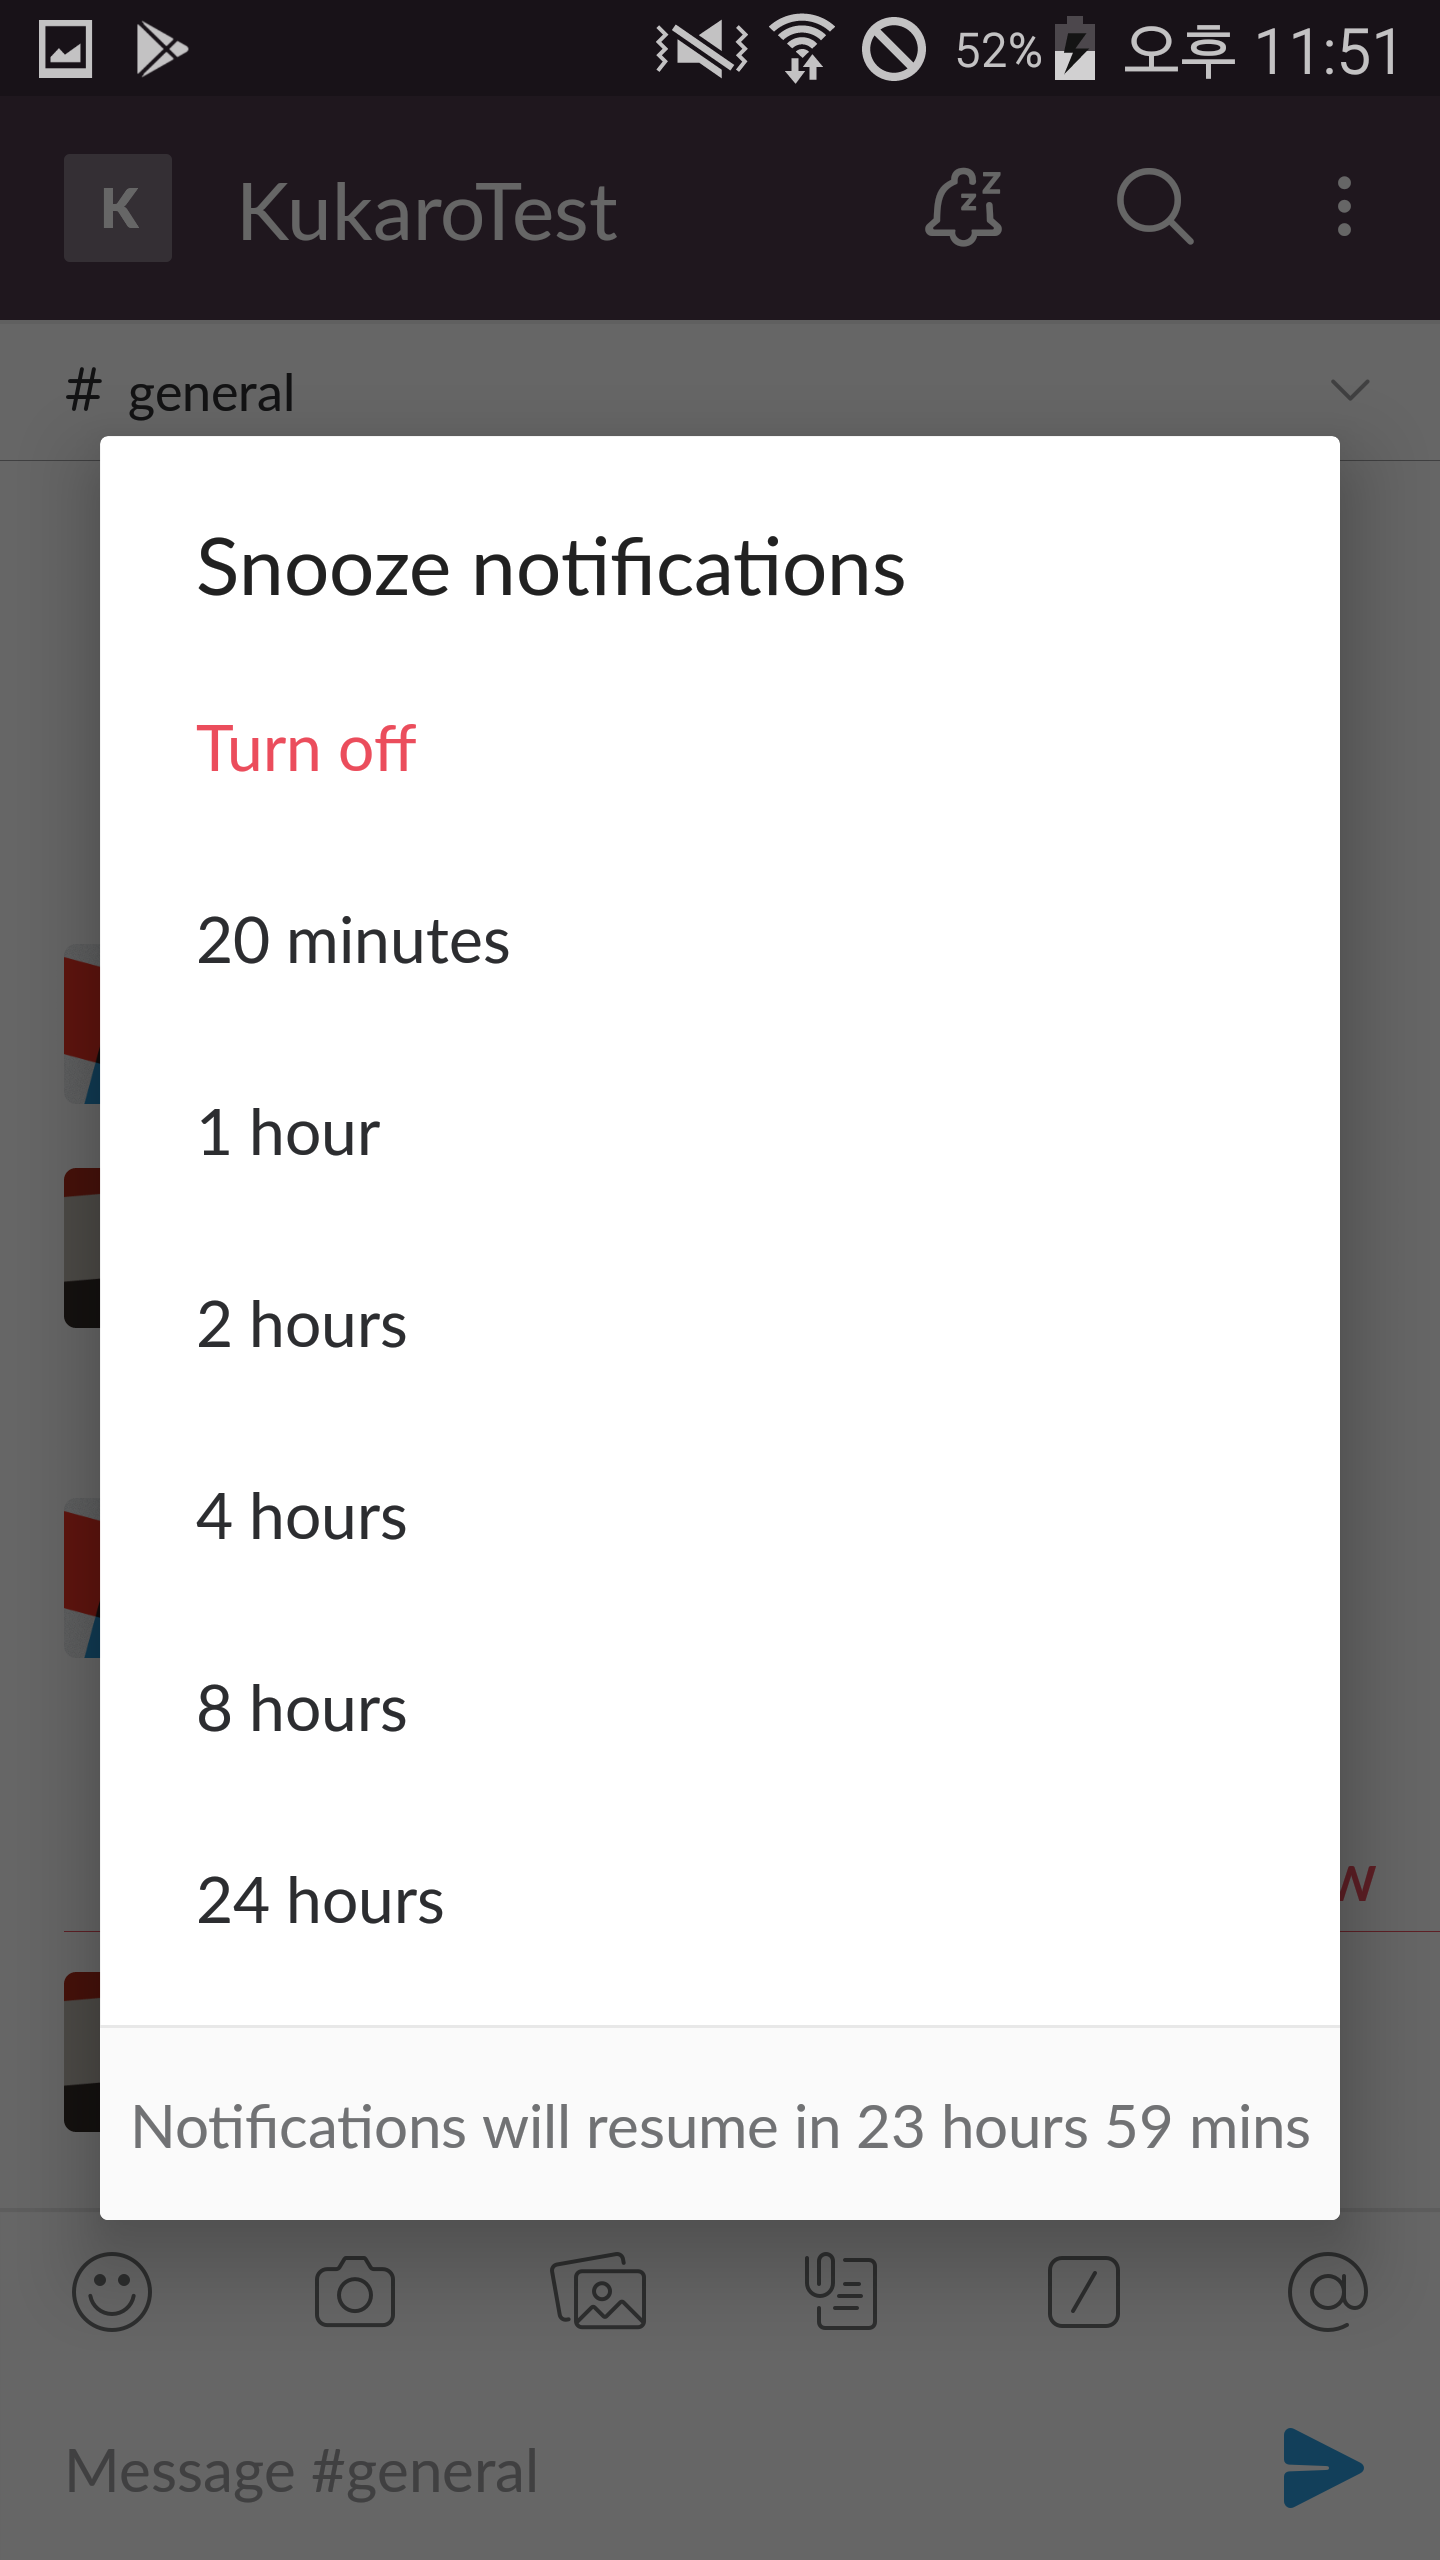 52% 오후 11:51
K KukaroTest
# general
Snooze notifications
Turn off
20 minutes
1 hour
2 hours
4 hours
8 hours
24 hours
w
Notifications will resume in 23 hours 59 mins
Message #general